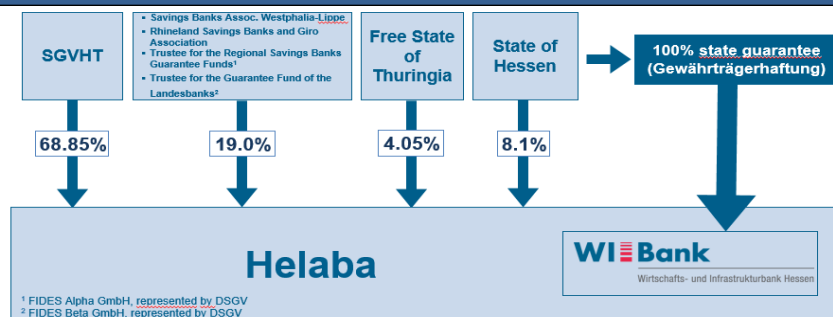 SGVHT
▪ Savings Banks Assoc. Westphalia-Lippe
▪ Rhineland Savings Banks and Giro
Association
▪ Trustee for the Regional Savings Banks
Guarantee Funds¹
▪ Trustee for the Guarantee Fund of the
Landesbanks²
Free State
of
Thuringia
State of
Hessen
100% state guarantee
(Gewährträgerhaftung)
68.85%
19.0%
4.05%
8.1%
Helaba
WIBank
Wirtschafts- und Infrastrukturbank Hessen
¹ FIDES Alpha GmbH, represented by DSGV
² FIDES Beta GmbH, represented by DSGV